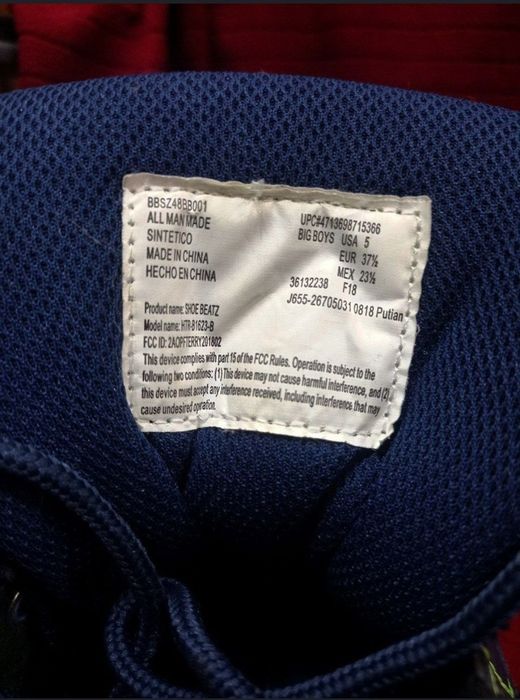 BBSZ48BB001
ALL MAN MADE
SINTETICO
MADE IN CHINA
HECHO EN CHINA
UPC#4713698715366
BIG BOYS USA 5
EUR 37½
MEX 23½
36132238 F18
J655-26705031 0818 Putian
Product name: SHOE BEATZ
Model name: HTR-B1623-B
FCC ID: 2AOPFTERRY201802
This device complies with part 15 of the FCC Rules. Operation is subject to the
following two conditions: (1) This device may not cause harmful interference, and (2)
this device must accept any interference received, including interference that may
cause undesired operation.